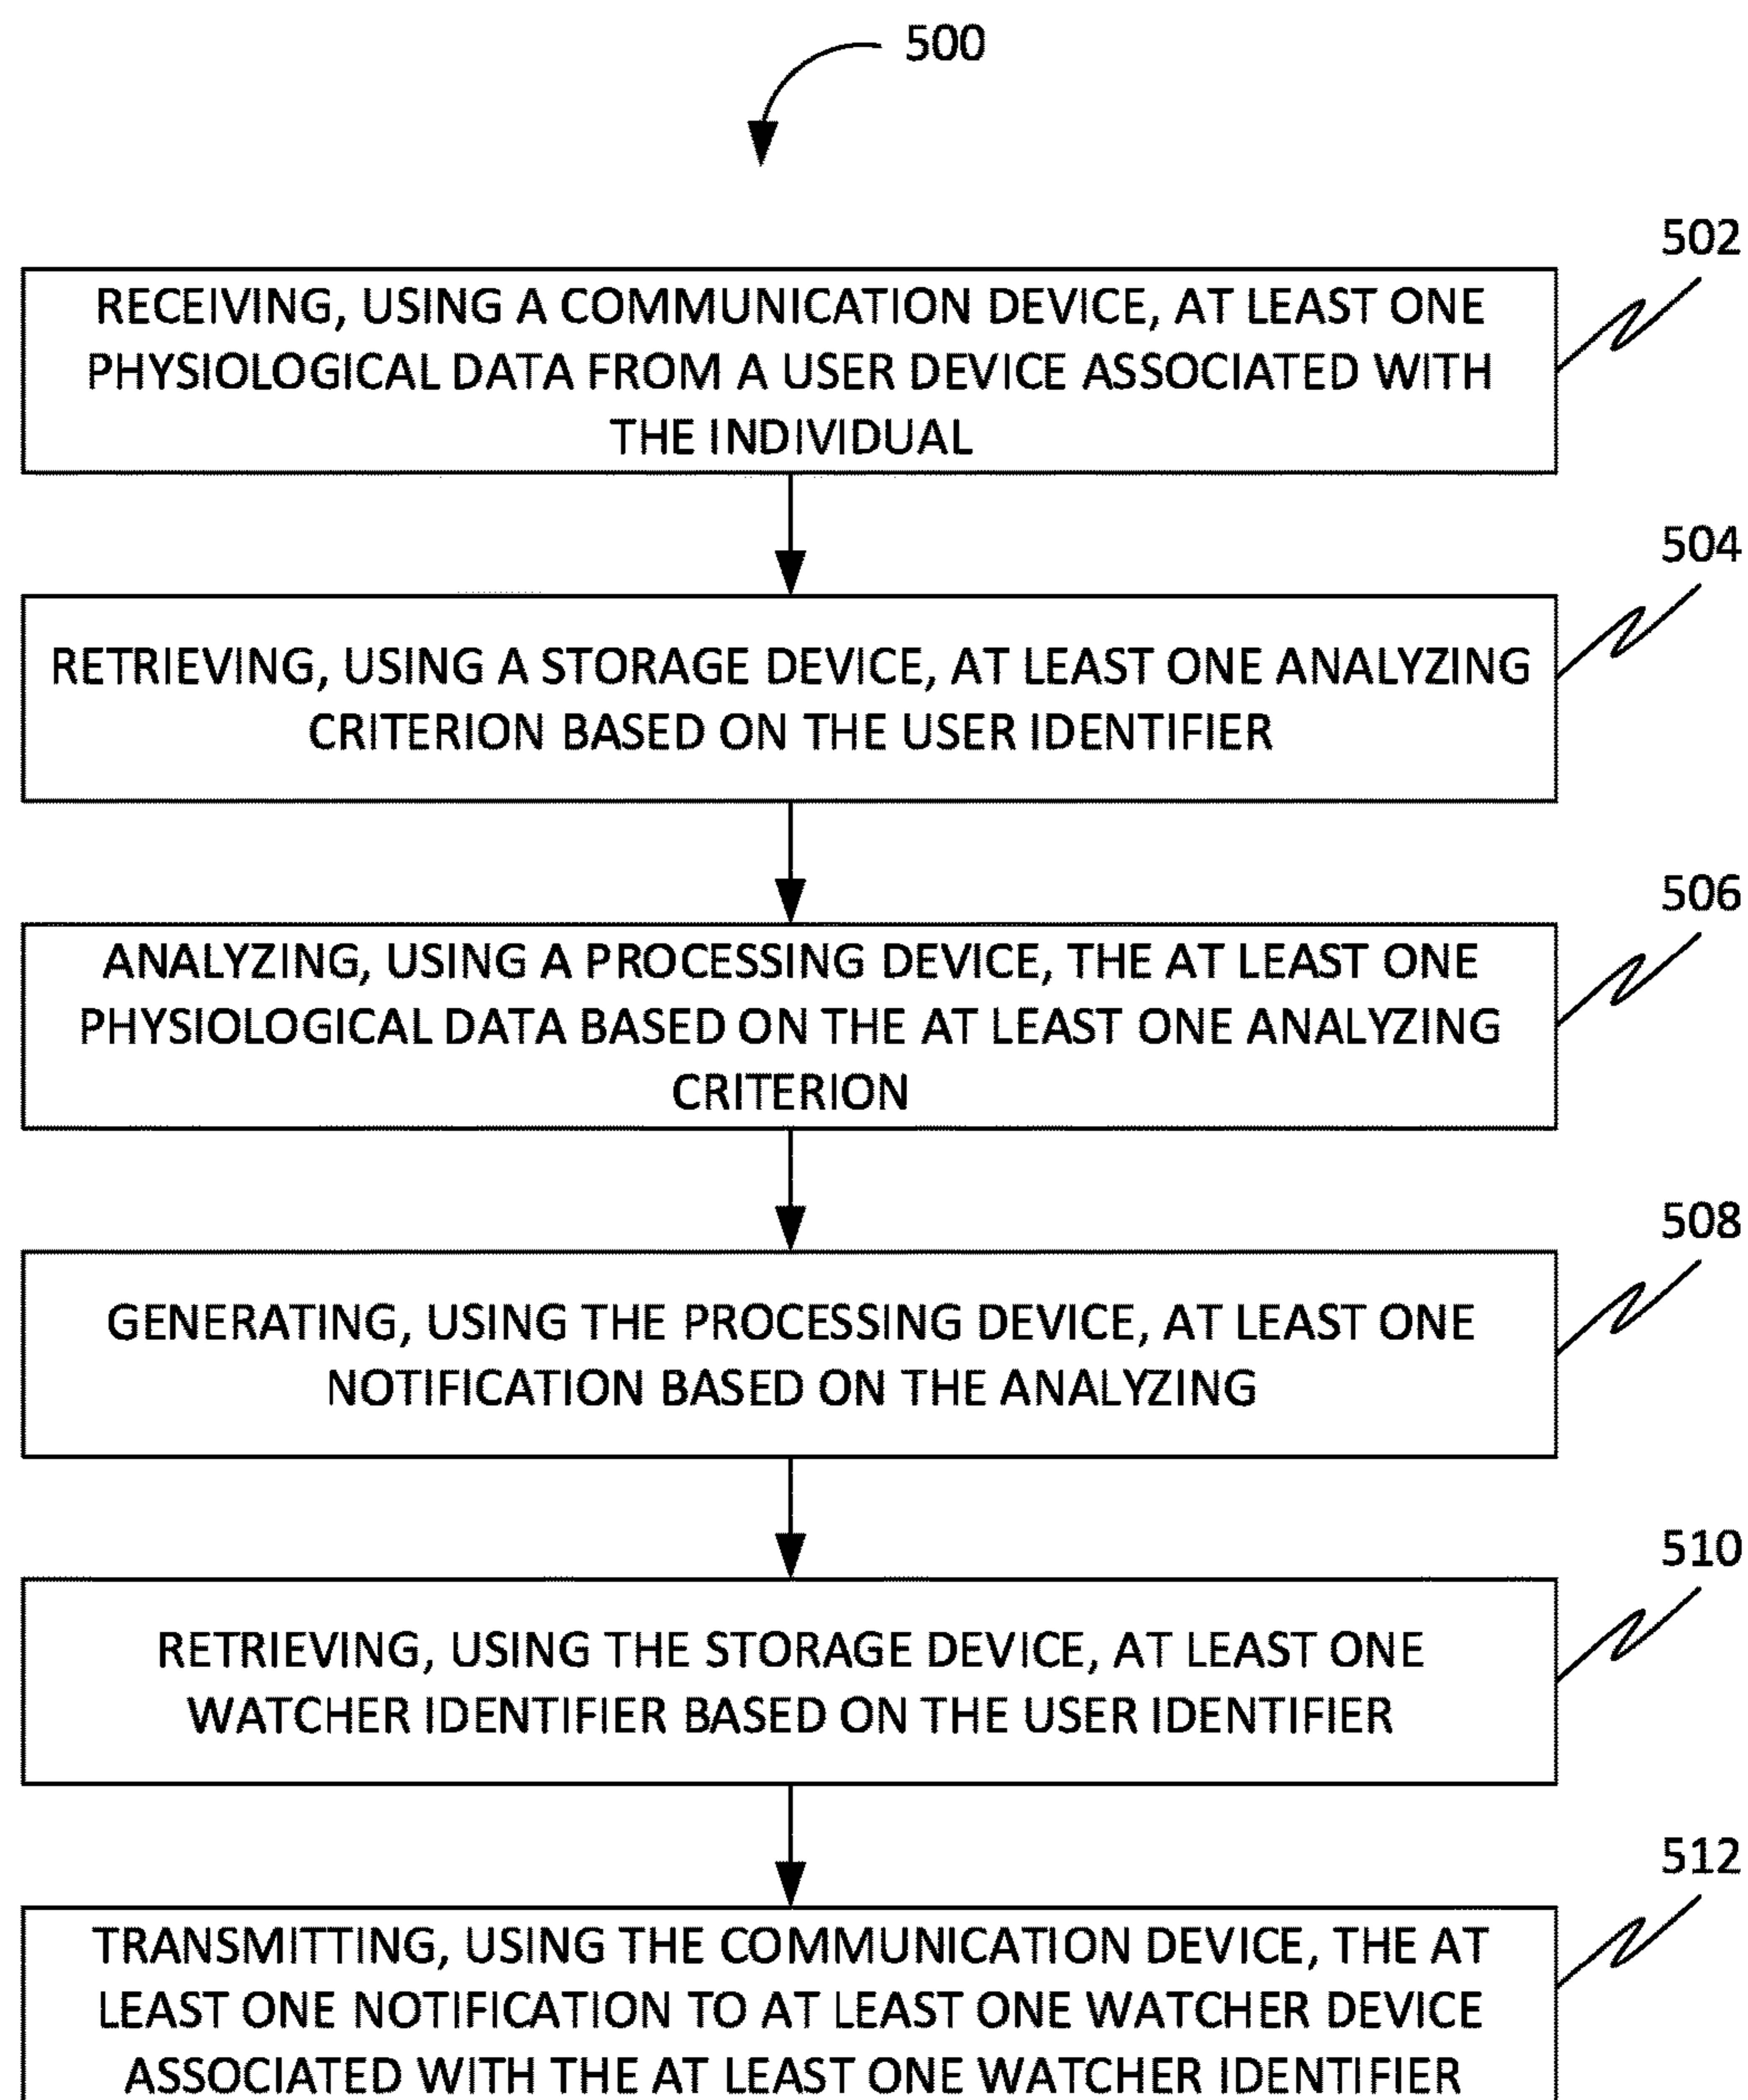 500
502
RECEIVING, USING A COMMUNICATION DEVICE, AT LEAST ONE
PHYSIOLOGICAL DATA FROM A USER DEVICE ASSOCIATED WITH
THE INDIVIDUAL
504
RETRIEVING, USING A STORAGE DEVICE, AT LEAST ONE ANALYZING
CRITERION BASED ON THE USER IDENTIFIER
506
ANALYZING, USING A PROCESSING DEVICE, THE AT LEAST ONE
PHYSIOLOGICAL DATA BASED ON THE AT LEAST ONE ANALYZING
CRITERION
508
GENERATING, USING THE PROCESSING DEVICE, AT LEAST ONE
NOTIFICATION BASED ON THE ANALYZING
510
RETRIEVING, USING THE STORAGE DEVICE, AT LEAST ONE
WATCHER IDENTIFIER BASED ON THE USER IDENTIFIER
512
TRANSMITTING, USING THE COMMUNICATION DEVICE, THE AT
LEAST ONE NOTIFICATION TO AT LEAST ONE WATCHER DEVICE
ASSOCIATED WITH THE AT LEAST ONE WATCHER IDENTIFIER